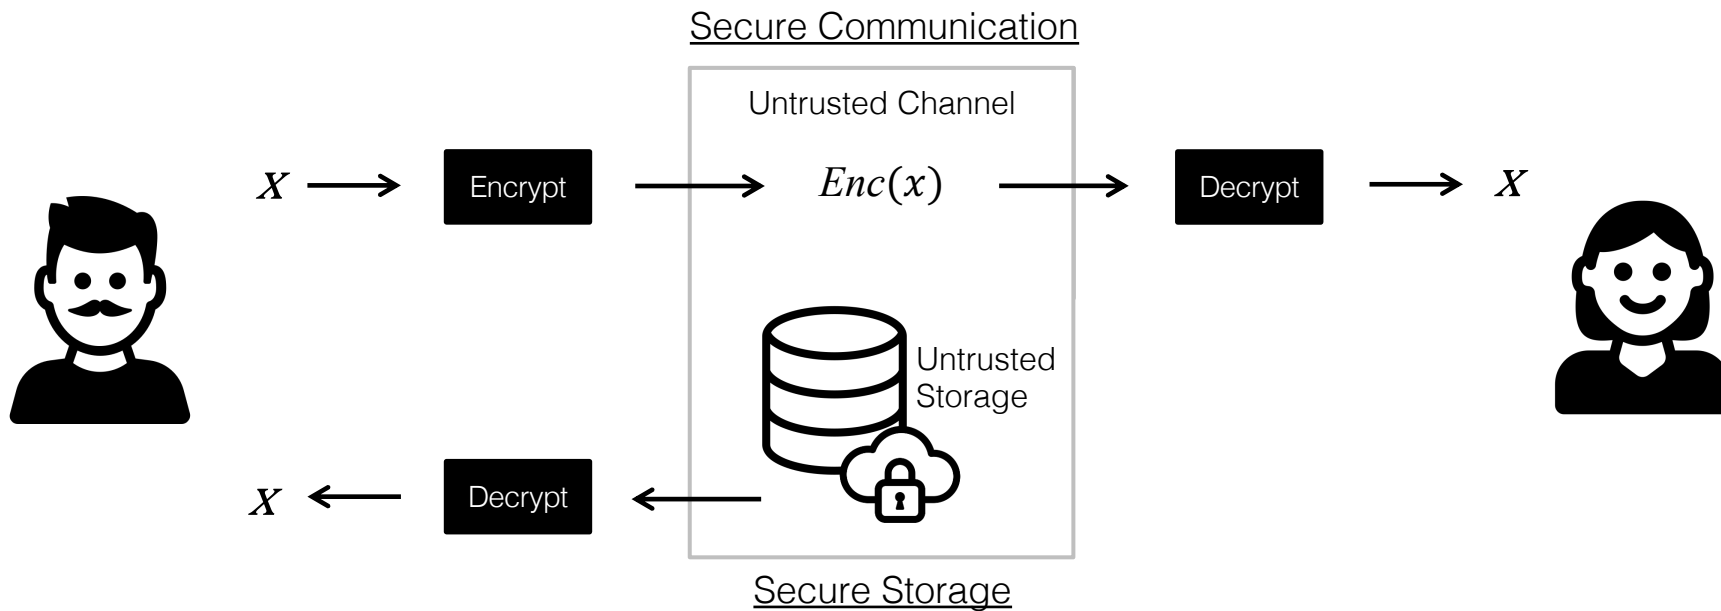 Secure Communication
Untrusted Channel
x Encrypt Enc(x) Decrypt x
Untrusted
Storage
x Decrypt
Secure Storage